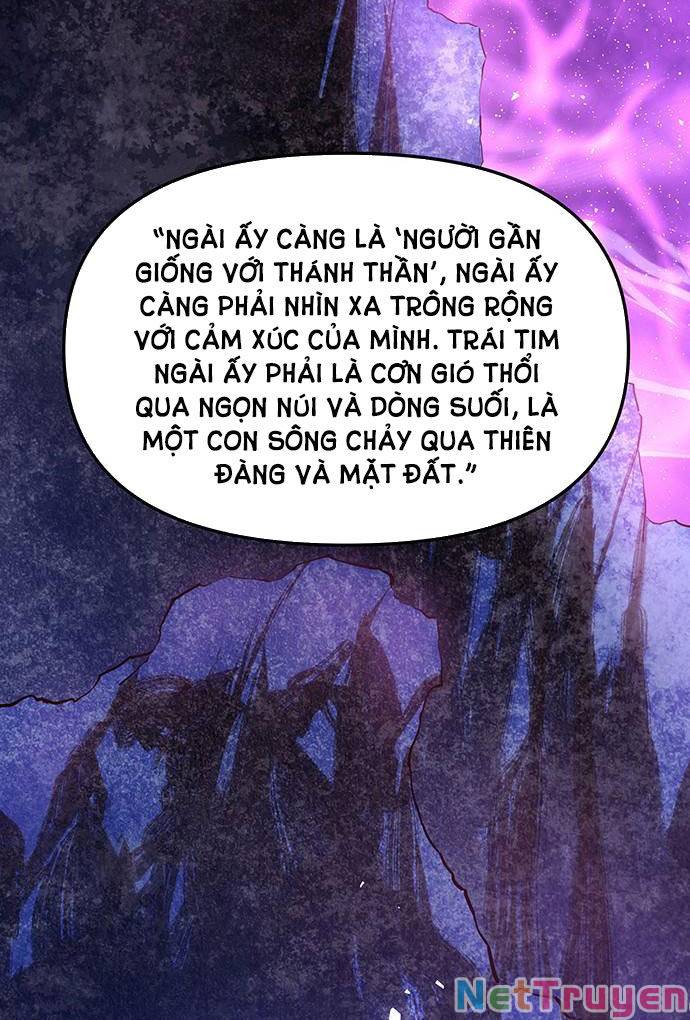 “NGÀI ẤY CÀNG LÀ ‘NGƯỜI GẦN
GIỐNG VỚI THÁNH THẦN’, NGÀI ẤY
CÀNG PHẢI NHÌN XA TRÔNG RỘNG
VỚI CẢM XÚC CỦA MÌNH. TRÁI TIM
NGÀI ẤY PHẢI LÀ CƠN GIÓ THỔI
QUA NGỌN NÚI VÀ DÒNG SUỐI, LÀ
MỘT CON SÔNG CHẢY QUA THIÊN
ĐÀNG VÀ MẶT ĐẤT.”
NetTruyen